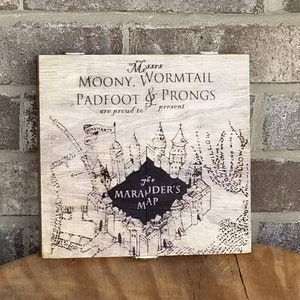 Messrs
MOONY, WORMTAIL
PADFOOT & PRONGS
are proud to present
The
MARAUDER'S
MAP